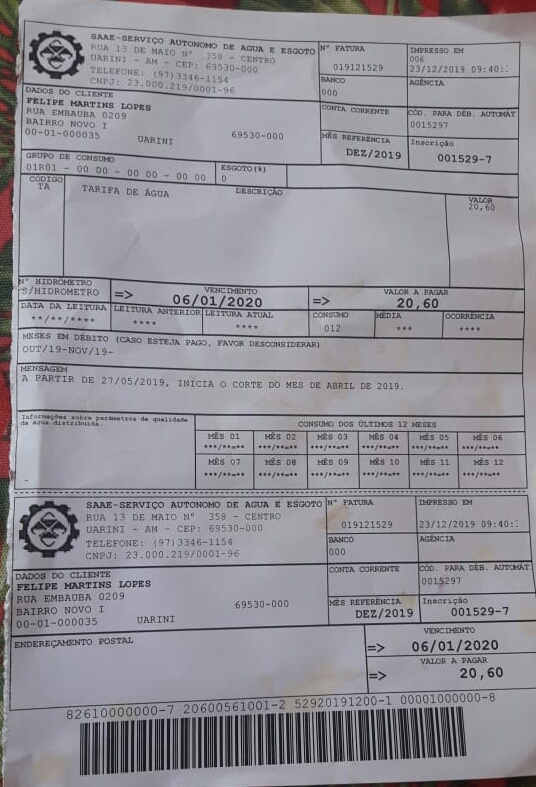 SAAE-SERVIÇO AUTONOMO DE AGUA E ESGOTO
RUA 13 DE MAIO N° 358 - CENTRO
UARINI - AM - CEP: 69530-000
TELEFONE: (97)3346-1154
CNPJ: 23.000.219/0001-96
N° FATURA
019121529
IMPRESSO EM
006
23/12/2019 09:40:
BANCO
000
AGÊNCIA
DADOS DO CLIENTE
FELIPE MARTINS LOPES
RUA EMBAUBA 0209
BAIRRO NOVO I
00-01-000035 UARINI 69530-000
CONTA CORRENTE
CÓD. PARA DÉB. AUTOMÁT
0015297
MÊS REFERÊNCIA
DEZ/2019
Inscrição
001529-7
GRUPO DE CONSUMO
01R01 - 00 00 - 00 00 - 00 00
ESGOTO(%)
0
CÓDIGO DESCRIÇÃO VALOR
TA TARIFA DE ÁGUA 20,60
N° HIDROMETRO
S/HIDROMETRO
=> VENCIMENTO
06/01/2020
=> VALOR A PAGAR
20,60
DATA DA LEITURA LEITURA ANTERIOR LEITURA ATUAL CONSUMO MÉDIA OCORRÊNCIA
**/**/**** **** **** 012 *** ****
MESES EM DÉBITO (CASO ESTEJA PAGO, FAVOR DESCONSIDERAR)
OUT/19-NOV/19-
MENSAGEM
A PARTIR DE 27/05/2019, INICIA O CORTE DO MES DE ABRIL DE 2019.
Informações sobre parâmetros de qualidade
da água distribuída.
CONSUMO DOS ÚLTIMOS 12 MESES
MÊS 01 MÊS 02 MÊS 03 MÊS 04 MÊS 05 MÊS 06
***/**=** ***/**=** ***/**=** ***/**=** ***/**=** ***/**=**
MÊS 07 MÊS 08 MÊS 09 MÊS 10 MÊS 11 MÊS 12
***/**=** ***/**=** ***/**=** ***/**=** ***/**=** ***/**=**
SAAE-SERVIÇO AUTONOMO DE AGUA E ESGOTO
RUA 13 DE MAIO N° 358 - CENTRO
UARINI - AM - CEP: 69530-000
TELEFONE: (97)3346-1154
CNPJ: 23.000.219/0001-96
N° FATURA
019121529
IMPRESSO EM
23/12/2019 09:40:
BANCO
000
AGÊNCIA
DADOS DO CLIENTE
FELIPE MARTINS LOPES
RUA EMBAUBA 0209
BAIRRO NOVO I
00-01-000035 UARINI 69530-000
CONTA CORRENTE
CÓD. PARA DÉB. AUTOMÁT
0015297
MÊS REFERÊNCIA
DEZ/2019
Inscrição
001529-7
ENDEREÇAMENTO POSTAL
VENCIMENTO
=> 06/01/2020
VALOR A PAGAR
=> 20,60
82610000000-7 20600561001-2 52920191200-1 00001000000-8